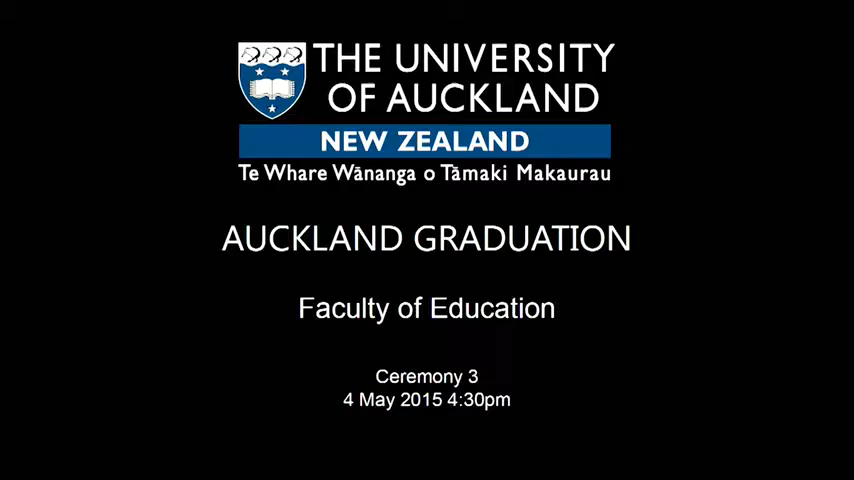 THE UNIVERSITY
OF AUCKLAND
NEW ZEALAND
Te Whare Wānanga o Tāmaki Makaurau
AUCKLAND GRADUATION
Faculty of Education
Ceremony 3
4 May 2015 4:30pm